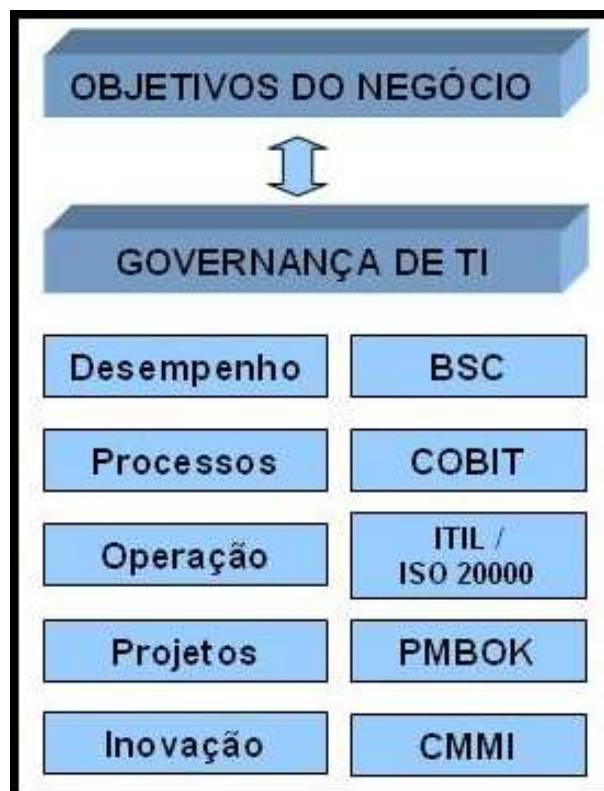 OBJETIVOS DO NEGÓCIO
GOVERNANÇA DE TI
Desempenho
BSC
Processos
COBIT
Operação
ITIL /
ISO 20000
Projetos
PMBOK
Inovação
CMMI